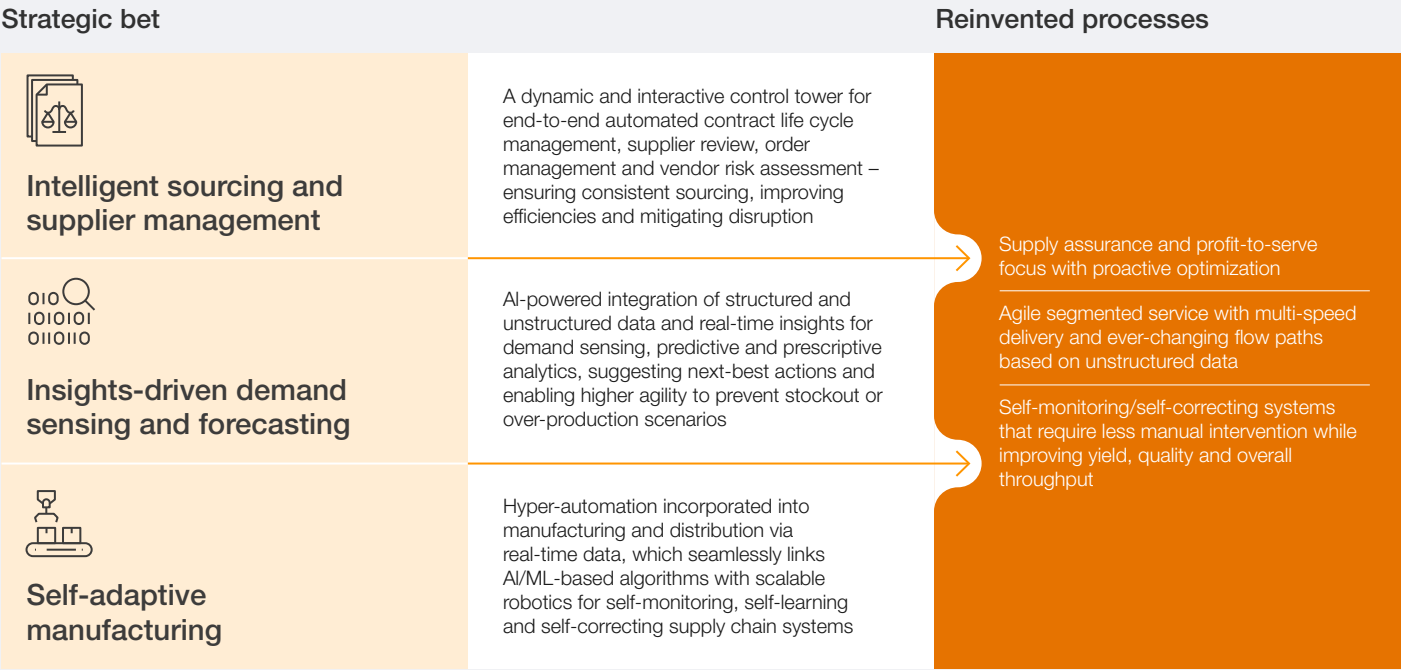 Strategic bet
Reinvented processes
Intelligent sourcing and
supplier management
A dynamic and interactive control tower for
end-to-end automated contract life cycle
management, supplier review, order
management and vendor risk assessment –
ensuring consistent sourcing, improving
efficiencies and mitigating disruption
010
1010101
011010
Insights-driven demand
sensing and forecasting
AI-powered integration of structured and
unstructured data and real-time insights for
demand sensing, predictive and prescriptive
analytics, suggesting next-best actions and
enabling higher agility to prevent stockout or
over-production scenarios
Self-adaptive
manufacturing
Hyper-automation incorporated into
manufacturing and distribution via
real-time data, which seamlessly links
AI/ML-based algorithms with scalable
robotics for self-monitoring, self-learning
and self-correcting supply chain systems
Supply assurance and profit-to-serve
focus with proactive optimization
Agile segmented service with multi-speed
delivery and ever-changing flow paths
based on unstructured data
Self-monitoring/self-correcting systems
that require less manual intervention while
improving yield, quality and overall
throughput